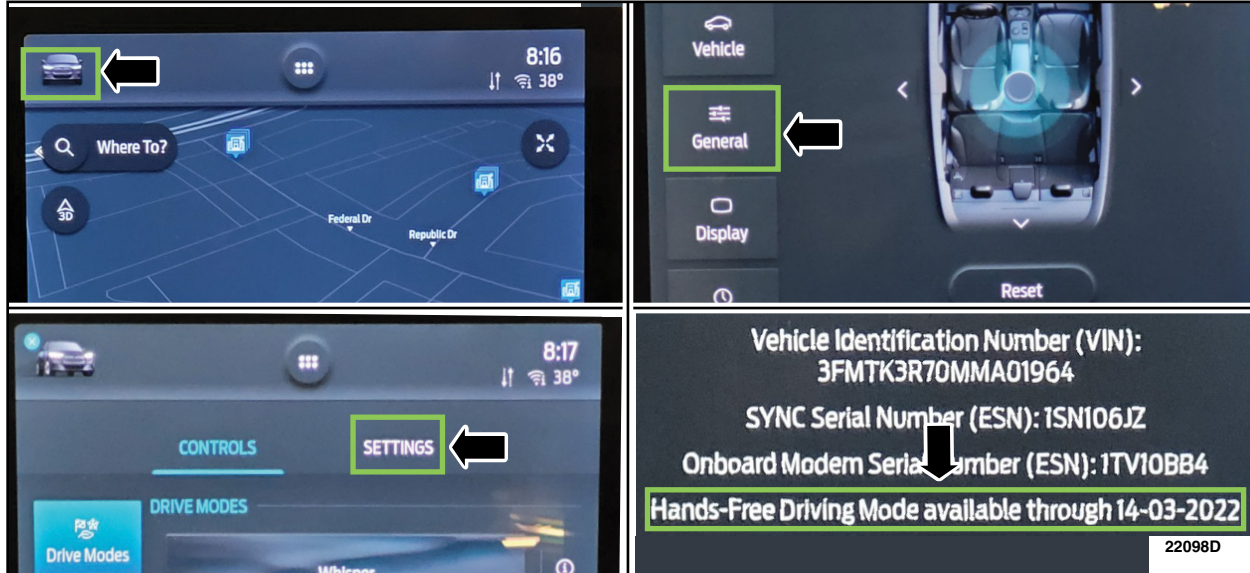 8:16
38°
Where To?
3D
Federal Dr
Republic Dr
Vehicle
General
Display
Reset
8:17
38°
CONTROLS
SETTINGS
DRIVE MODES
Drive Modes
Whisper
Vehicle Identification Number (VIN):
3FMTK3R70MMA01964
SYNC Serial Number (ESN): 1SN106JZ
Onboard Modem Serial Number (ESN): 1TV10BB4
Hands-Free Driving Mode available through 14-03-2022
22098D